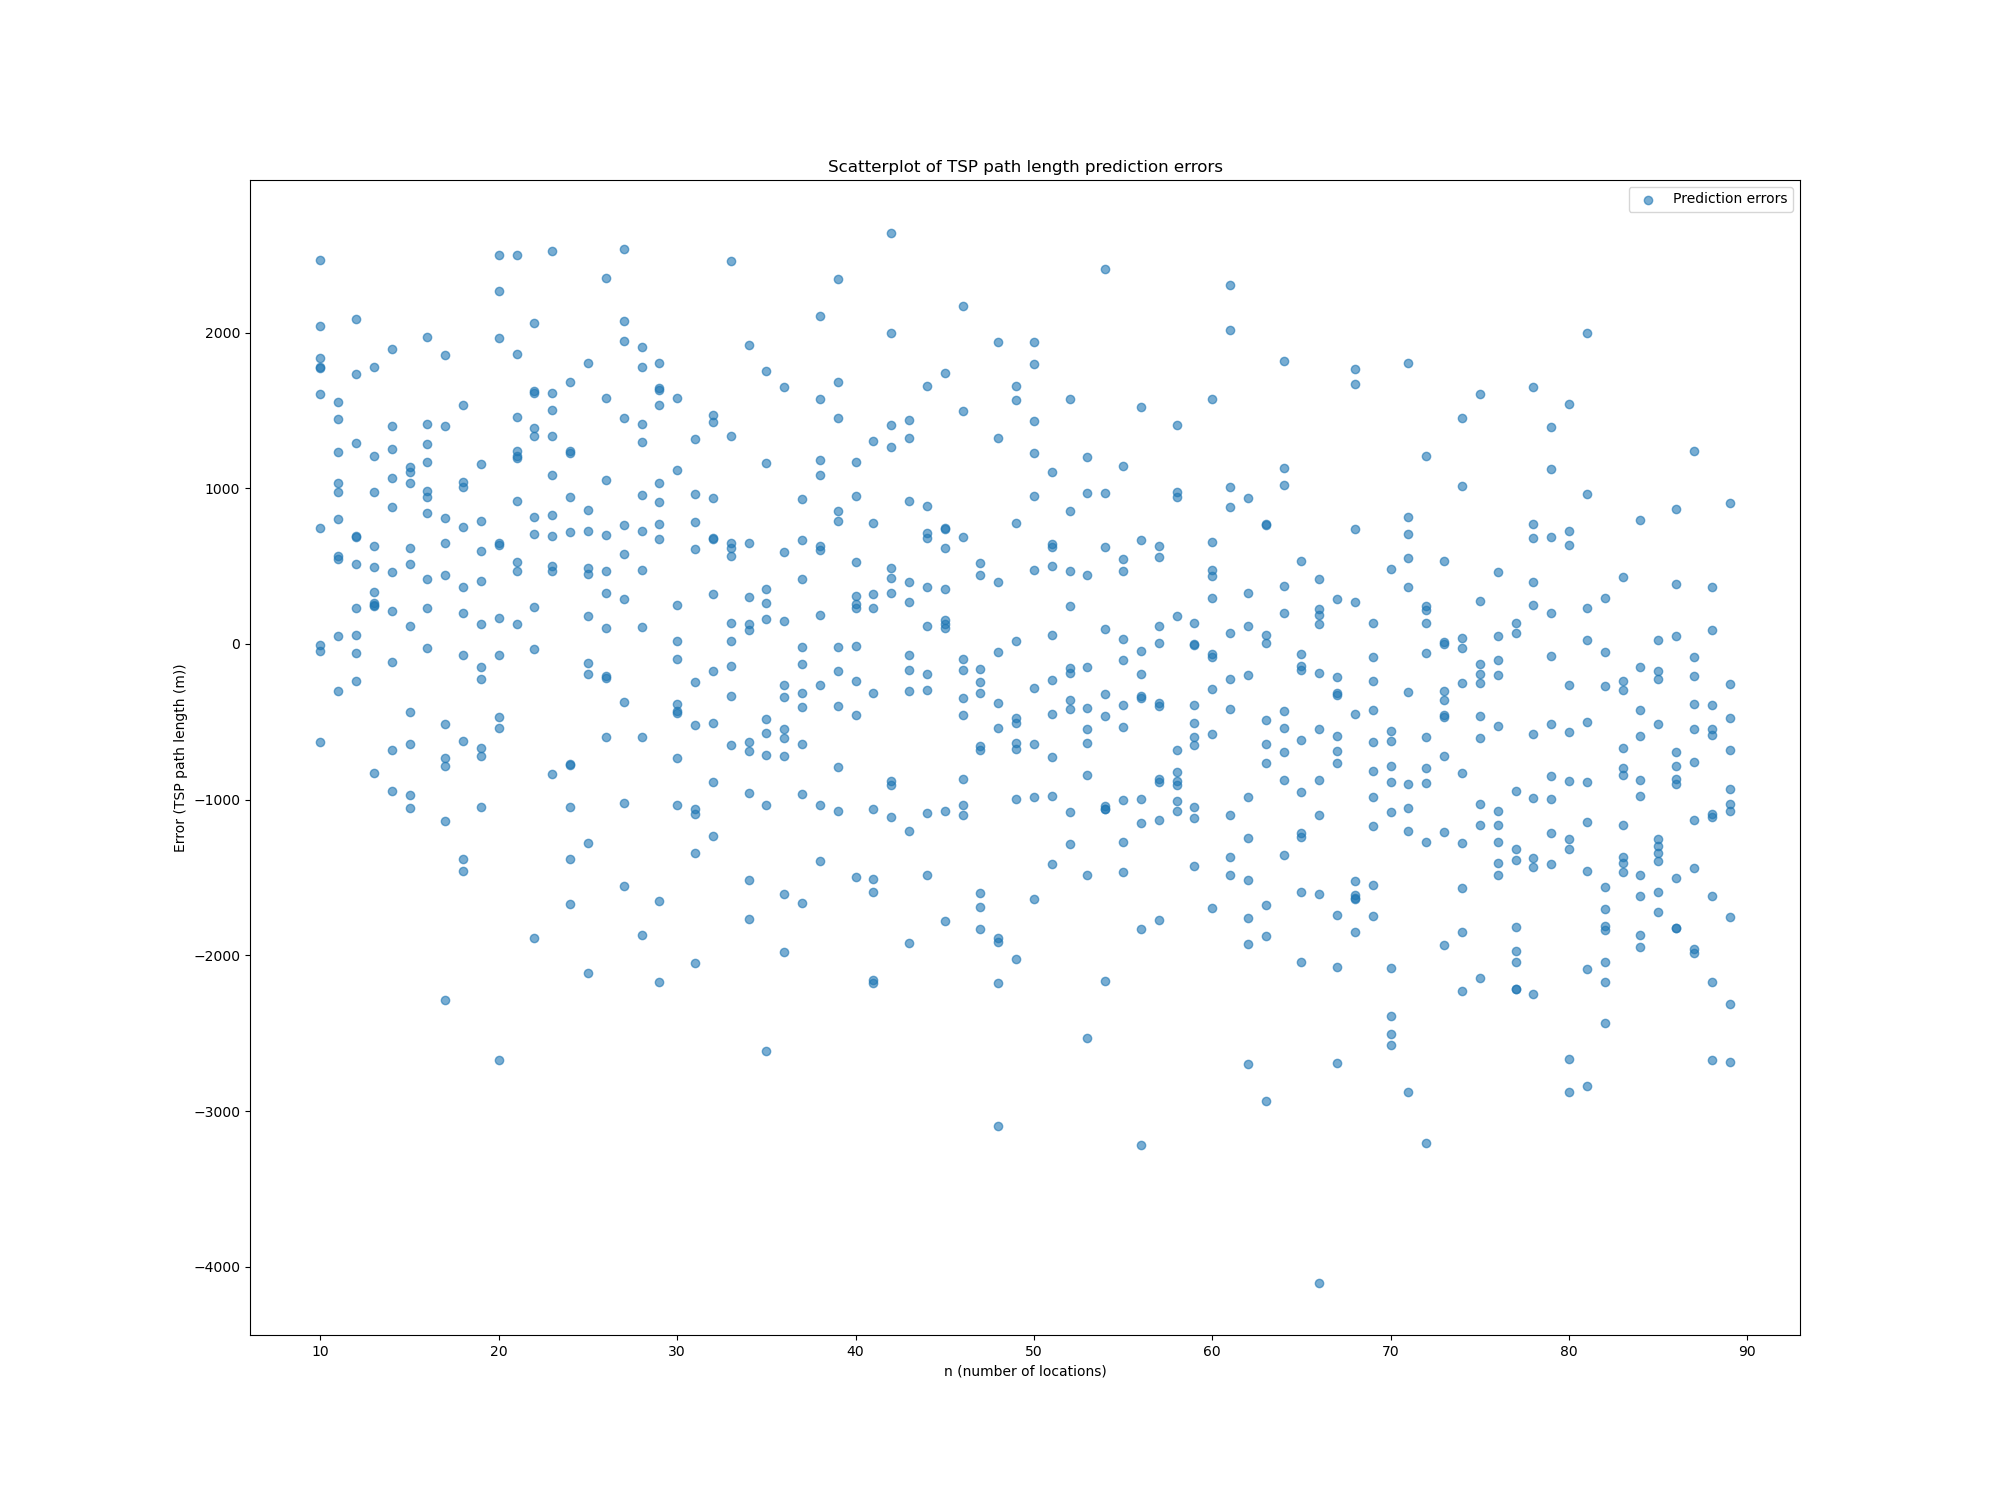 Scatterplot of TSP path length prediction errors
Prediction errors
2000
1000
0
−1000
−2000
−3000
−4000
Error (TSP path length (m))
10 20 30 40 50 60 70 80 90
n (number of locations)